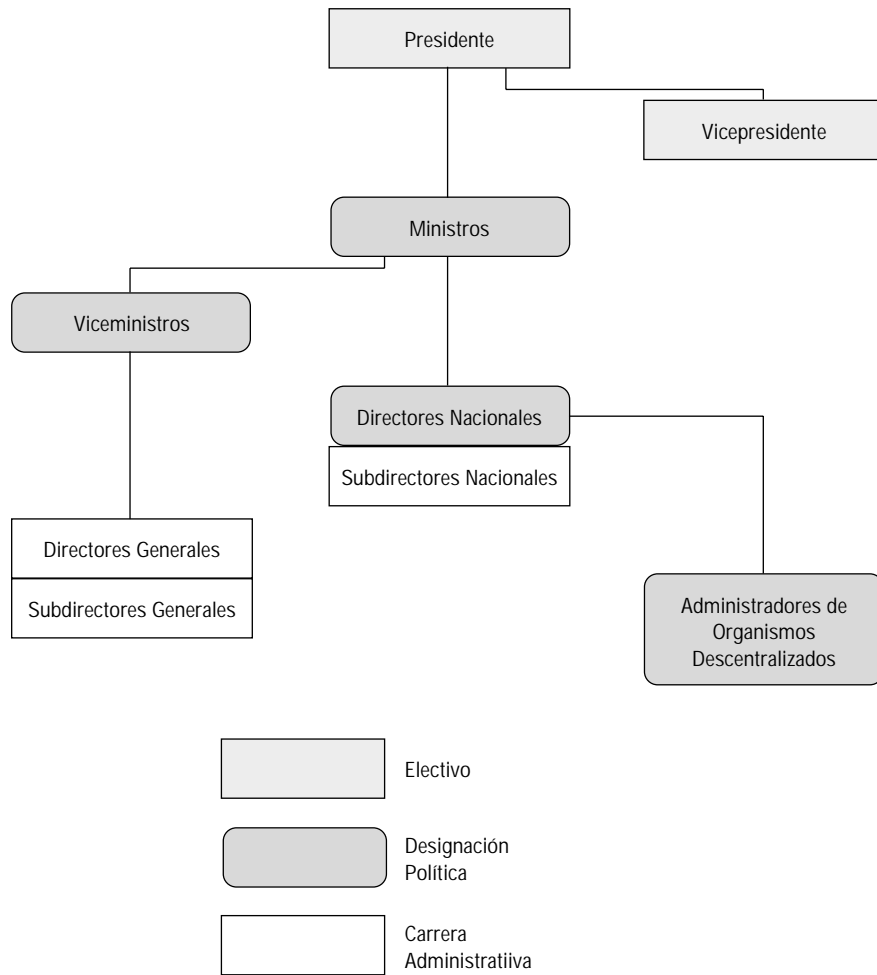 Presidente
Vicepresidente
Ministros
Viceministros
Directores Nacionales
Subdirectores Nacionales
Directores Generales
Subdirectores Generales
Administradores de
Organismos
Descentralizados
Electivo
Designación
Política
Carrera
Administratiiva